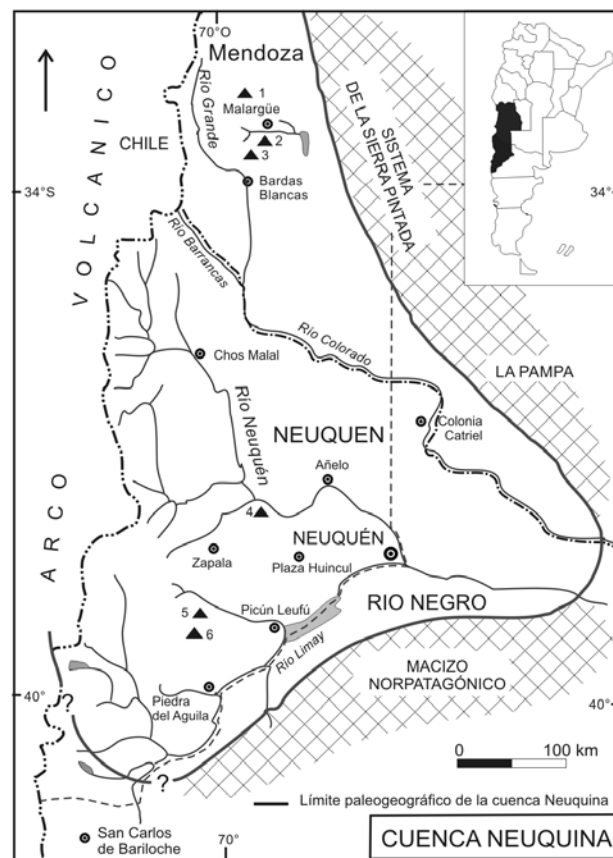 70°O
Mendoza
Río Grande
1
Malargüe
2
3
CHILE
Bardas
Blancas
SISTEMA
DE LA SIERRA PINTADA
34°S
34°
VOLCANICO
Río Barrancas
Río Colorado
Chos Malal
LA PAMPA
Río Neuquén
NEUQUEN
Colonia
Catriel
Añelo
4
NEUQUÉN
Zapala
Plaza Huincul
ARCO
5
6
Picún Leufú
RIO NEGRO
Río Limay
MACIZO
NORPATAGÓNICO
40°
40°
?
Piedra
del Aguila
?
0 100 km
Límite paleogeográfico de la cuenca Neuquina
San Carlos
de Bariloche
70°
CUENCA NEUQUINA